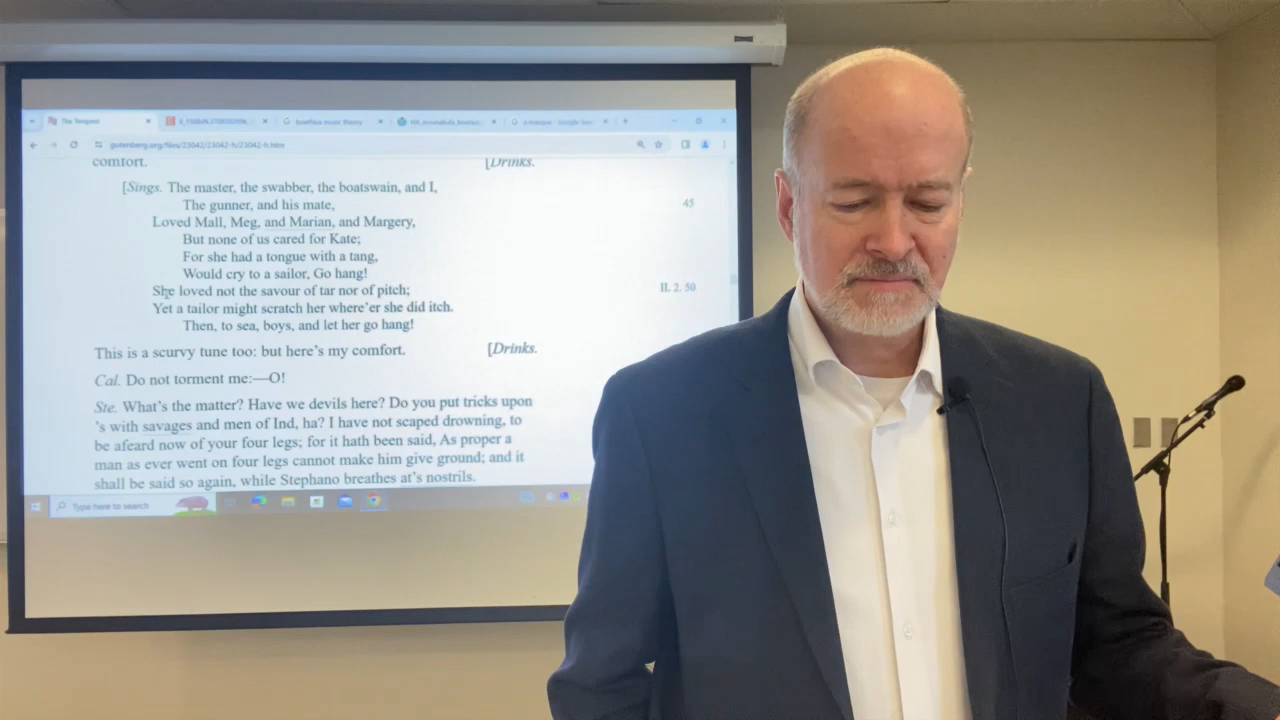 The Tempest
boethius music theory
a masque - Google Sea
gutenberg.org/files/23042/23042-h/23042-h.htm
comfort. [Drinks.
[Sings. The master, the swabber, the boatswain, and I,
The gunner, and his mate, 45
Loved Mall, Meg, and Marian, and Margery,
But none of us cared for Kate;
For she had a tongue with a tang,
Would cry to a sailor, Go hang!
She loved not the savour of tar nor of pitch; II. 2. 50
Yet a tailor might scratch her where'er she did itch.
Then, to sea, boys, and let her go hang!
This is a scurvy tune too: but here's my comfort. [Drinks.
Cal. Do not torment me:—O!
Ste. What's the matter? Have we devils here? Do you put tricks upon
's with savages and men of Ind, ha? I have not scaped drowning, to
be afeard now of your four legs; for it hath been said, As proper a
man as ever went on four legs cannot make him give ground; and it
shall be said so again, while Stephano breathes at's nostrils.
Type here to search